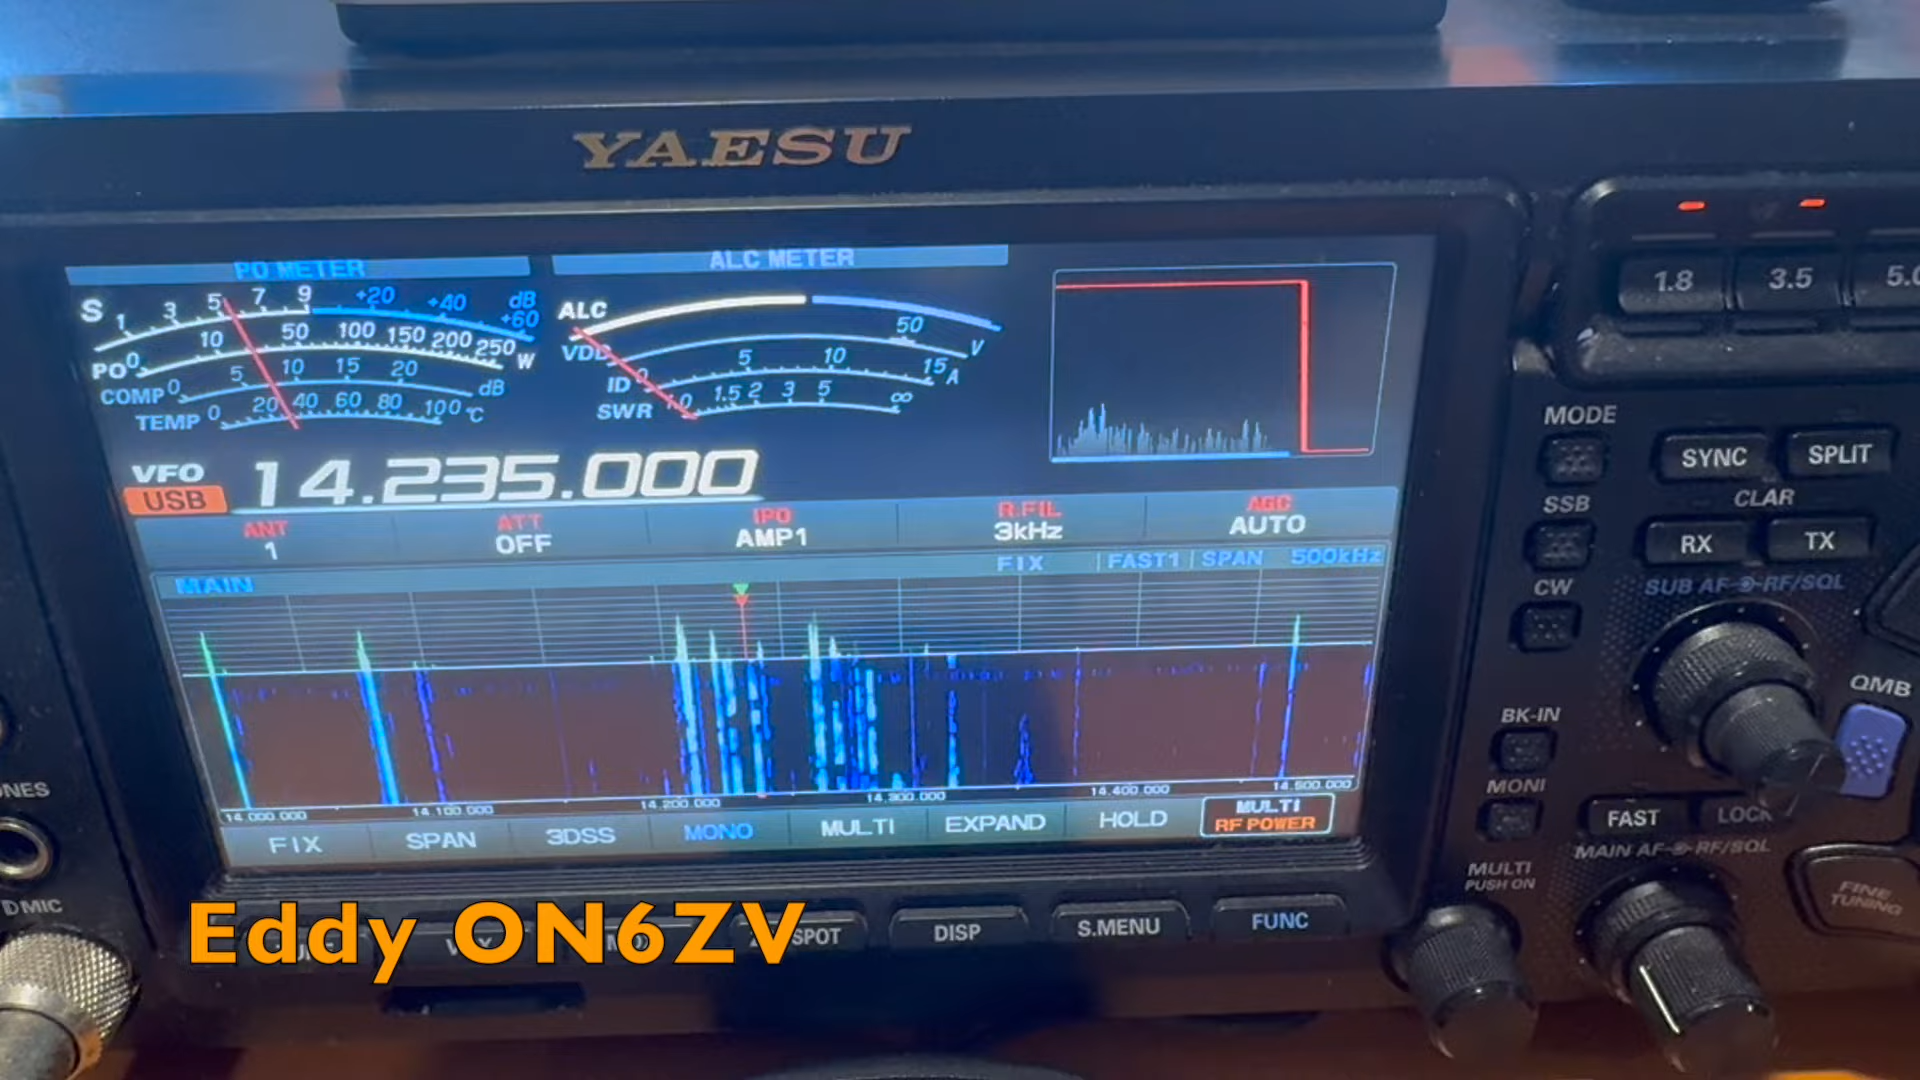 YAESU
PO METER
ALC METER
S 1 3 5 7 9 +20 +40 +60 dB
PO 0 10 50 100 150 200 250 W
COMP 0 5 10 15 20 dB
TEMP 0 20 40 60 80 100 °C
ALC
VDD 50 V
ID 0 5 10 15 A
SWR 1.0 1.5 2 3 5 ∞
1.8 3.5 5.0
MODE
SYNC SPLIT
VFO
USB 14.235.000
CLAR
SSB
ANT ATT IPO R.FIL AGC
1 OFF AMP1 3kHz AUTO
RX TX
MAIN FIX FAST1 SPAN 500kHz
CW
SUB AF RF/SQL
QMB
BK-IN
MONI
14.000.000 14.100.000 14.200.000 14.300.000 14.400.000 14.500.000
FIX SPAN 3DSS MONO MULTI EXPAND HOLD MULTI
RF POWER
FAST LOCK
MAIN AF RF/SQL
MULTI
PUSH ON
FINE
TUNING
SPOT DISP S.MENU FUNC
Eddy ON6ZV